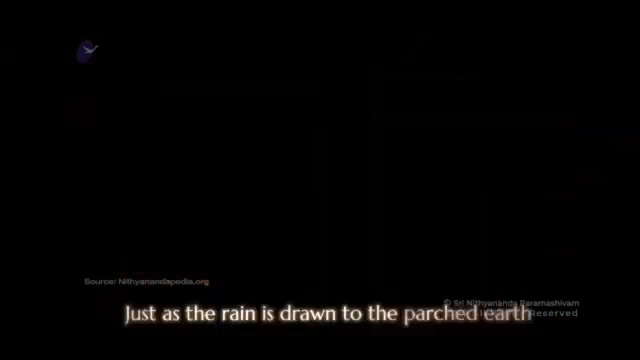 Source: Nithyanandapedia.org
© Sri Nithyananda Paramashivam
Reserved
Just as the rain is drawn to the parched earth